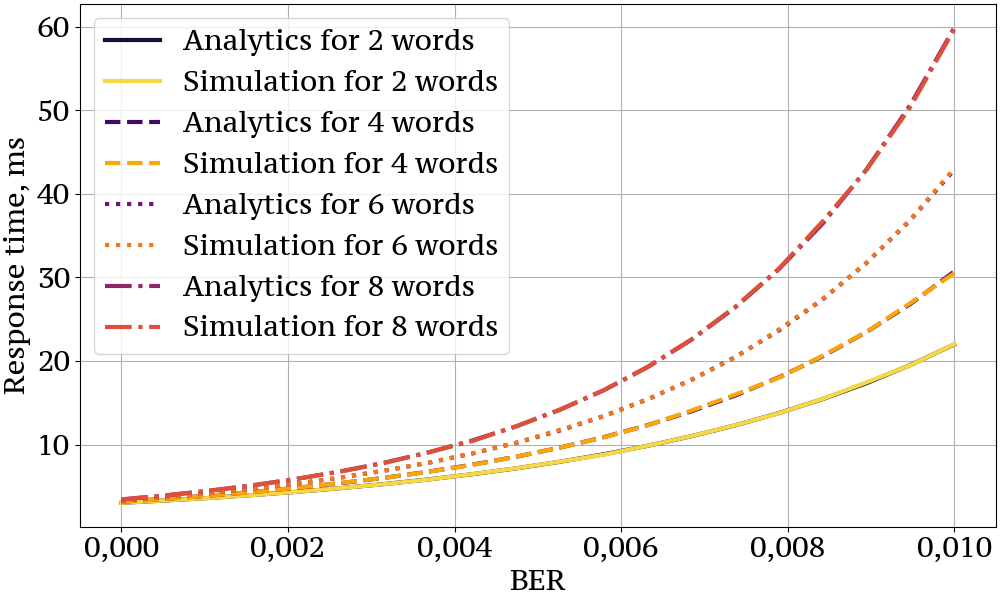 60
50
40
30
20
10
Response time, ms
Analytics for 2 words
Simulation for 2 words
Analytics for 4 words
Simulation for 4 words
Analytics for 6 words
Simulation for 6 words
Analytics for 8 words
Simulation for 8 words
0,000 0,002 0,004 0,006 0,008 0,010
BER